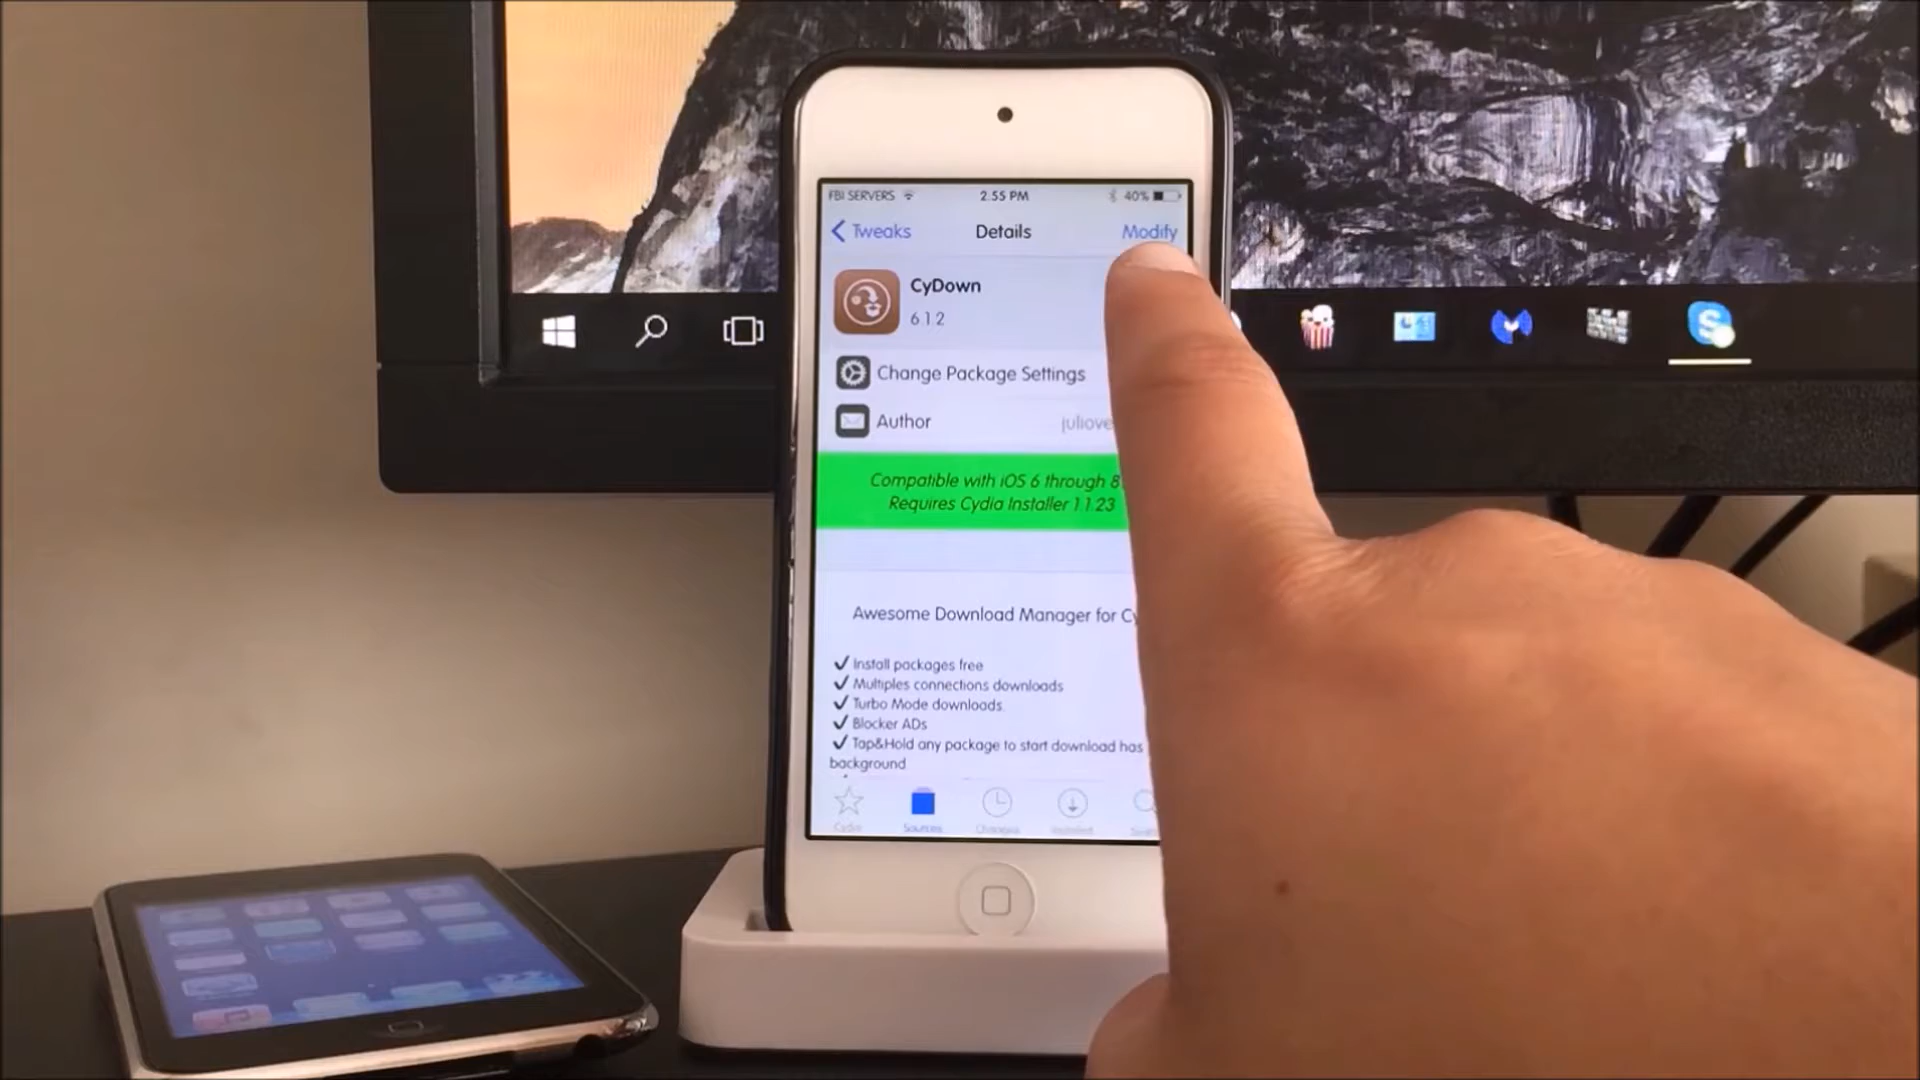 FBI SERVERS 2:55 PM 40%
Tweaks Details Modify
CyDown
6.1.2
Change Package Settings
Author juliove
Compatible with iOS 6 through 8
Requires Cydia Installer 1.1.23
Awesome Download Manager for Cy
✓ Install packages free
✓ Multiples connections downloads
✓ Turbo Mode downloads
✓ Blocker ADs
✓ Tap&Hold any package to start download has
background
Cydia Sources Changes Installed